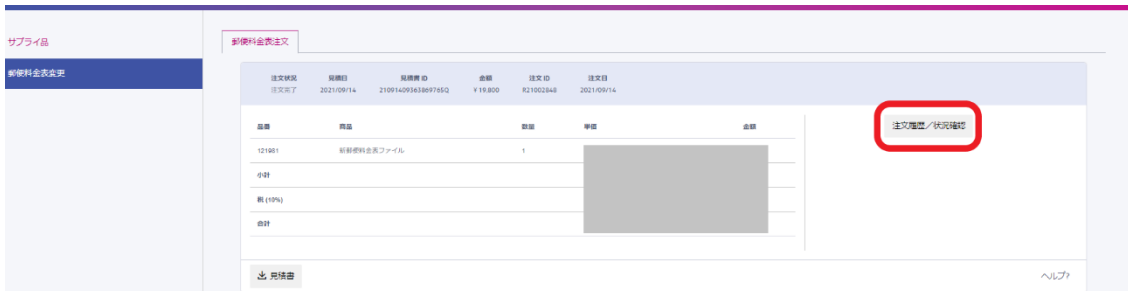 サプライ品
郵便料金表変更
郵便料金表注文
注文状況 見積日 見積書 ID 金額 注文 ID 注文日
注文完了 2021/09/14 21091409363869765Q ¥ 19,800 R21002848 2021/09/14
品番 商品 数量 単価 金額
121981 新郵便料金表ファイル 1
小計
税 (10%)
合計
注文履歴／状況確認
見積書
ヘルプ?